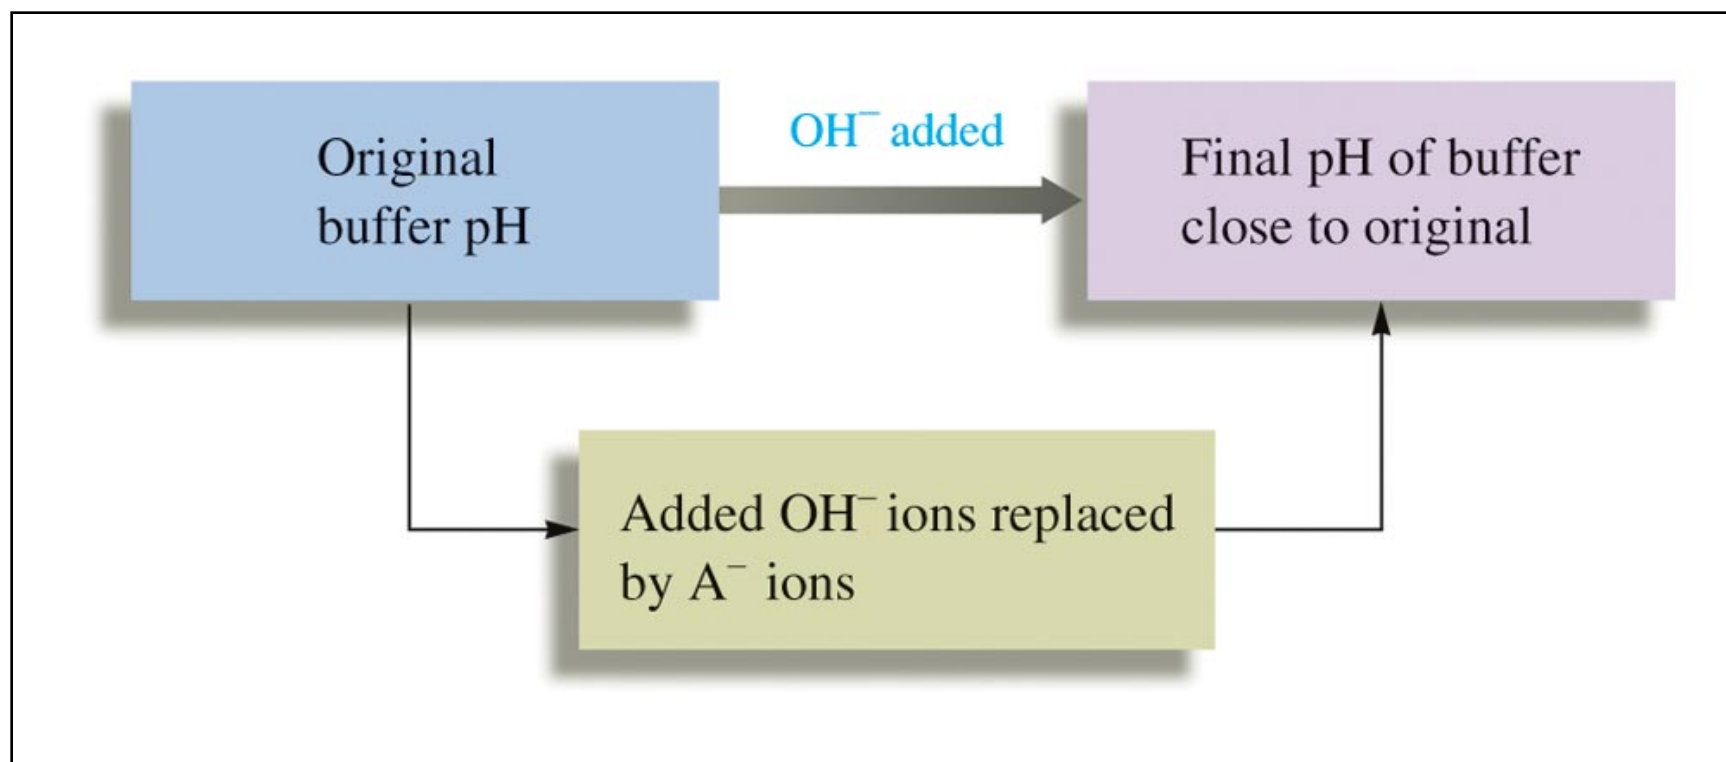 Original
buffer pH
OH⁻ added
Final pH of buffer
close to original
Added OH⁻ ions replaced
by A⁻ ions